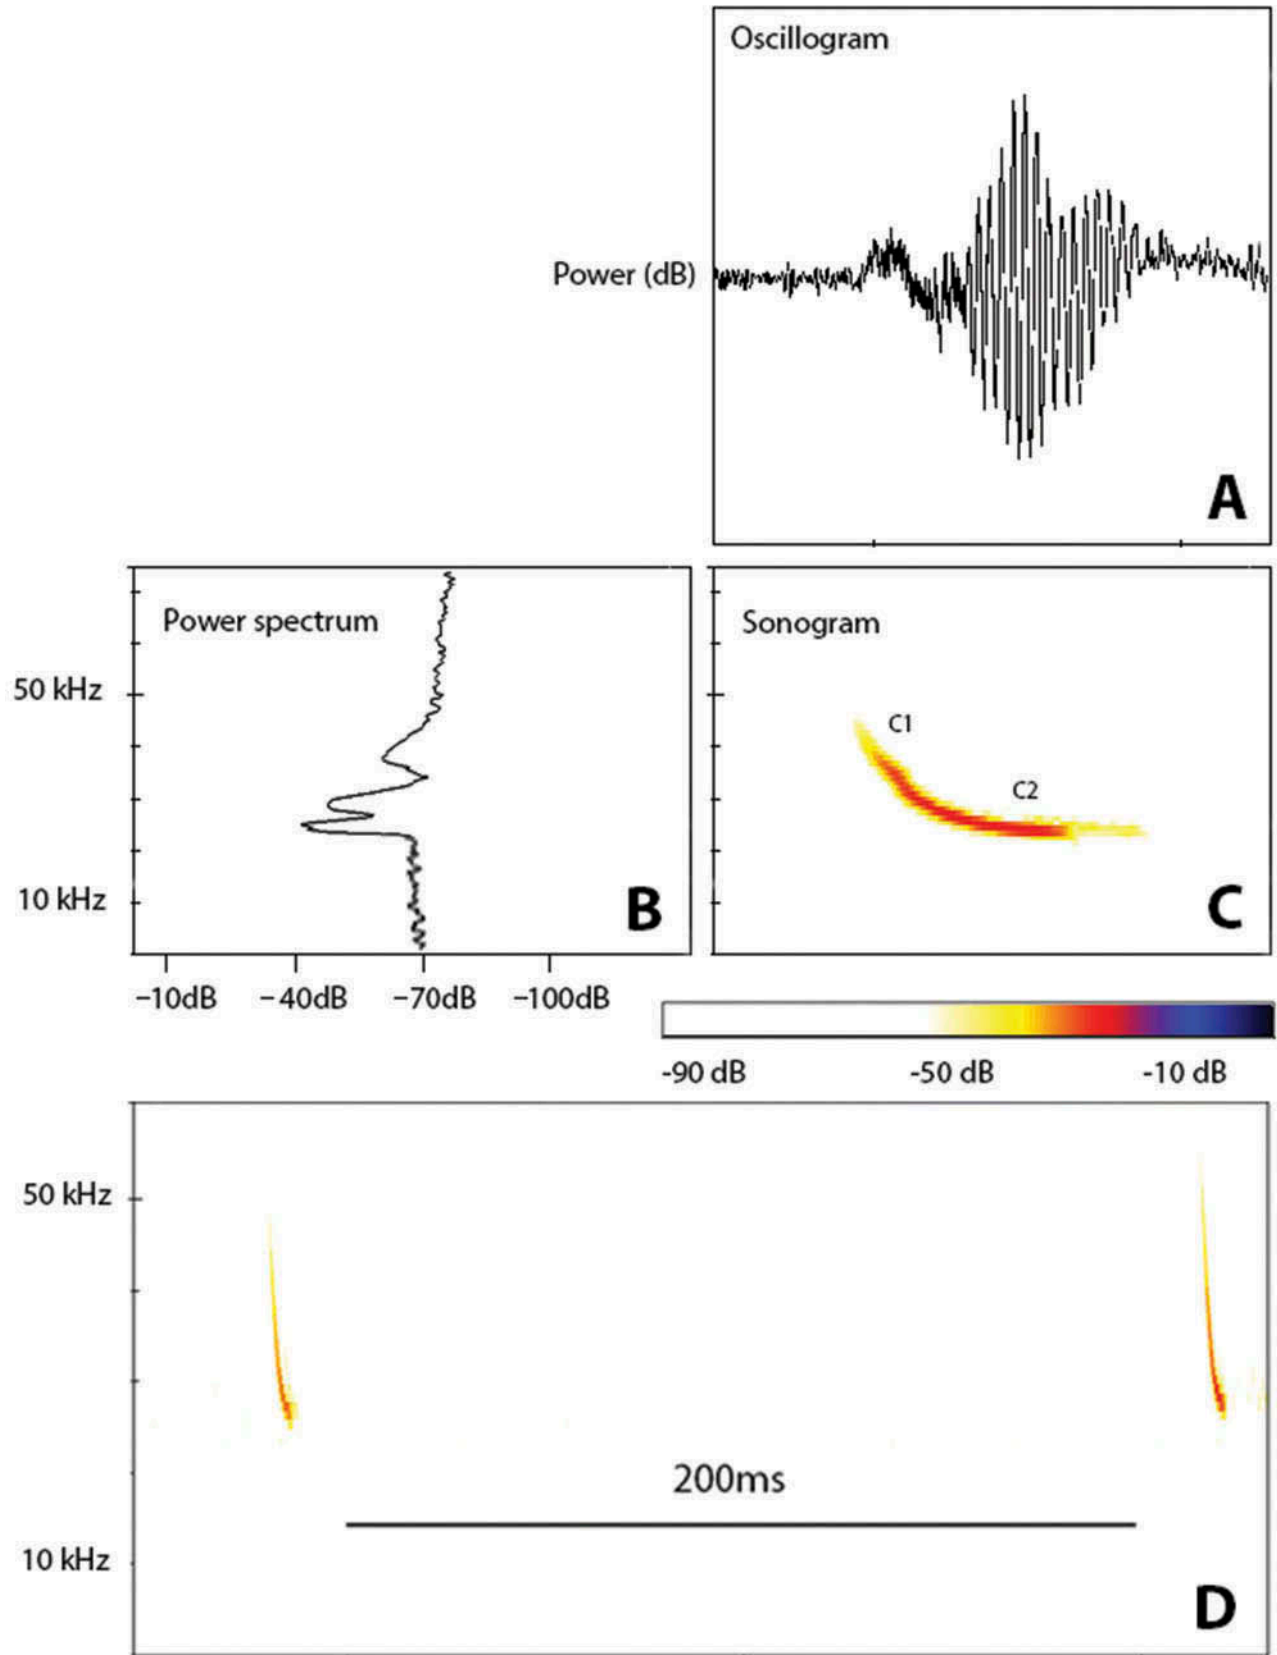 Oscillogram
Power (dB)
A
Power spectrum
Sonogram
50 kHz
C1
C2
10 kHz
B
C
−10dB −40dB −70dB −100dB
-90 dB -50 dB -10 dB
50 kHz
200ms
10 kHz
D